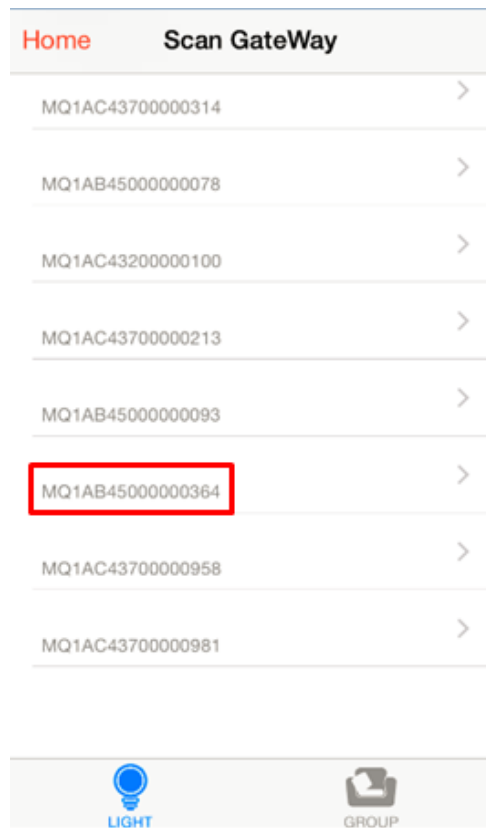 Home Scan GateWay
MQ1AC43700000314
MQ1AB45000000078
MQ1AC43200000100
MQ1AC43700000213
MQ1AB45000000093
MQ1AB45000000364
MQ1AC43700000958
MQ1AC43700000981
LIGHT GROUP